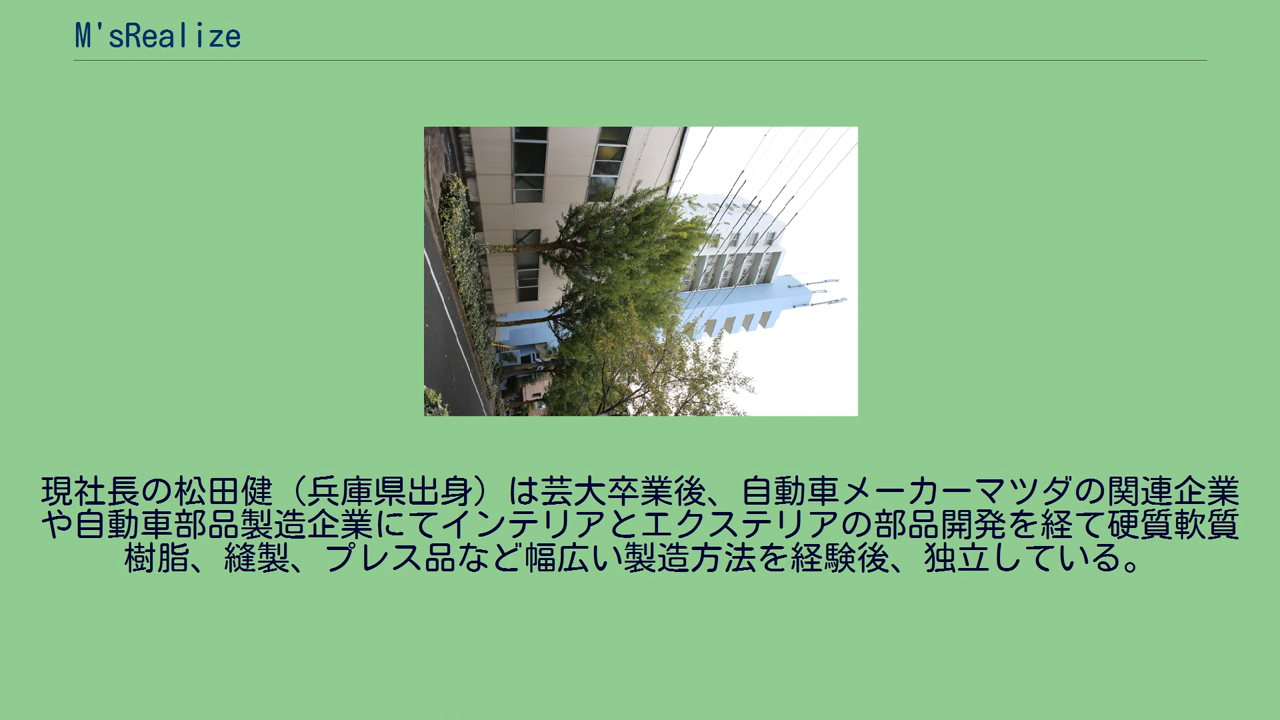 M'sRealize
現社長の松田健（兵庫県出身）は芸大卒業後、自動車メーカーマツダの関連企業
や自動車部品製造企業にてインテリアとエクステリアの部品開発を経て硬質軟質
樹脂、縫製、プレス品など幅広い製造方法を経験後、独立している。